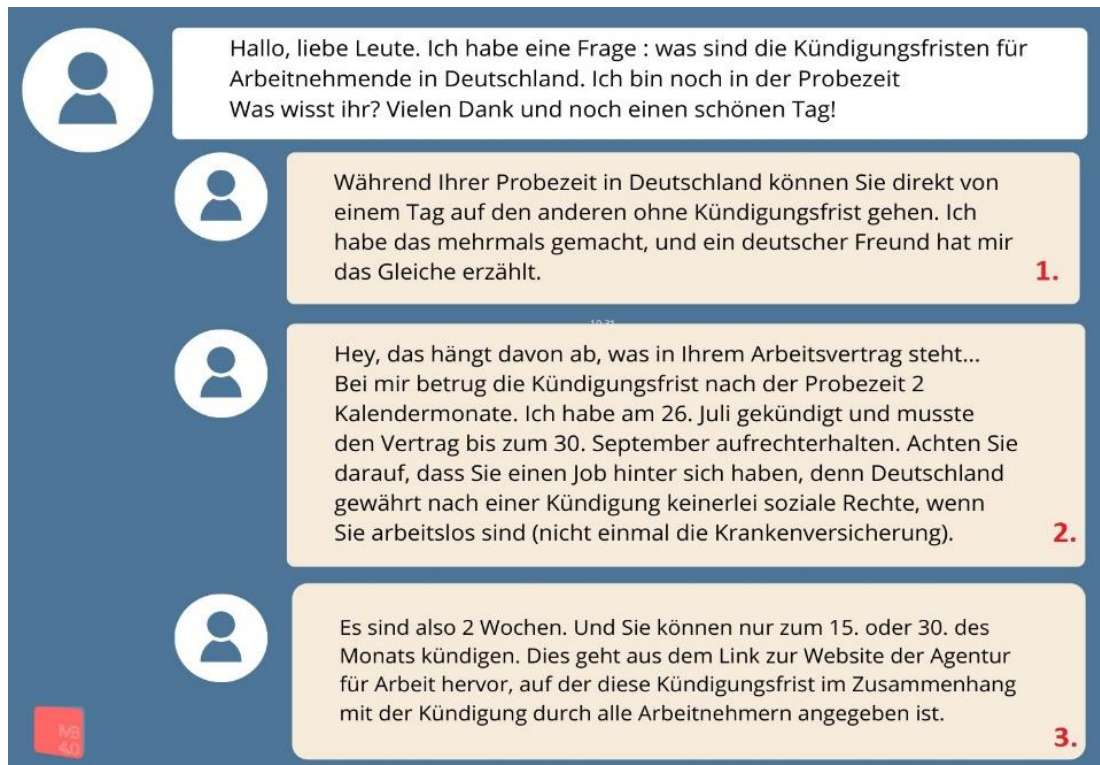 Hallo, liebe Leute. Ich habe eine Frage : was sind die Kündigungsfristen für
Arbeitnehmende in Deutschland. Ich bin noch in der Probezeit
Was wisst ihr? Vielen Dank und noch einen schönen Tag!
Während Ihrer Probezeit in Deutschland können Sie direkt von
einem Tag auf den anderen ohne Kündigungsfrist gehen. Ich
habe das mehrmals gemacht, und ein deutscher Freund hat mir
das Gleiche erzählt.
1.
Hey, das hängt davon ab, was in Ihrem Arbeitsvertrag steht...
Bei mir betrug die Kündigungsfrist nach der Probezeit 2
Kalendermonate. Ich habe am 26. Juli gekündigt und musste
den Vertrag bis zum 30. September aufrechterhalten. Achten Sie
darauf, dass Sie einen Job hinter sich haben, denn Deutschland
gewährt nach einer Kündigung keinerlei soziale Rechte, wenn
Sie arbeitslos sind (nicht einmal die Krankenversicherung).
2.
Es sind also 2 Wochen. Und Sie können nur zum 15. oder 30. des
Monats kündigen. Dies geht aus dem Link zur Website der Agentur
für Arbeit hervor, auf der diese Kündigungsfrist im Zusammenhang
mit der Kündigung durch alle Arbeitnehmern angegeben ist.
3.
MB
4.0